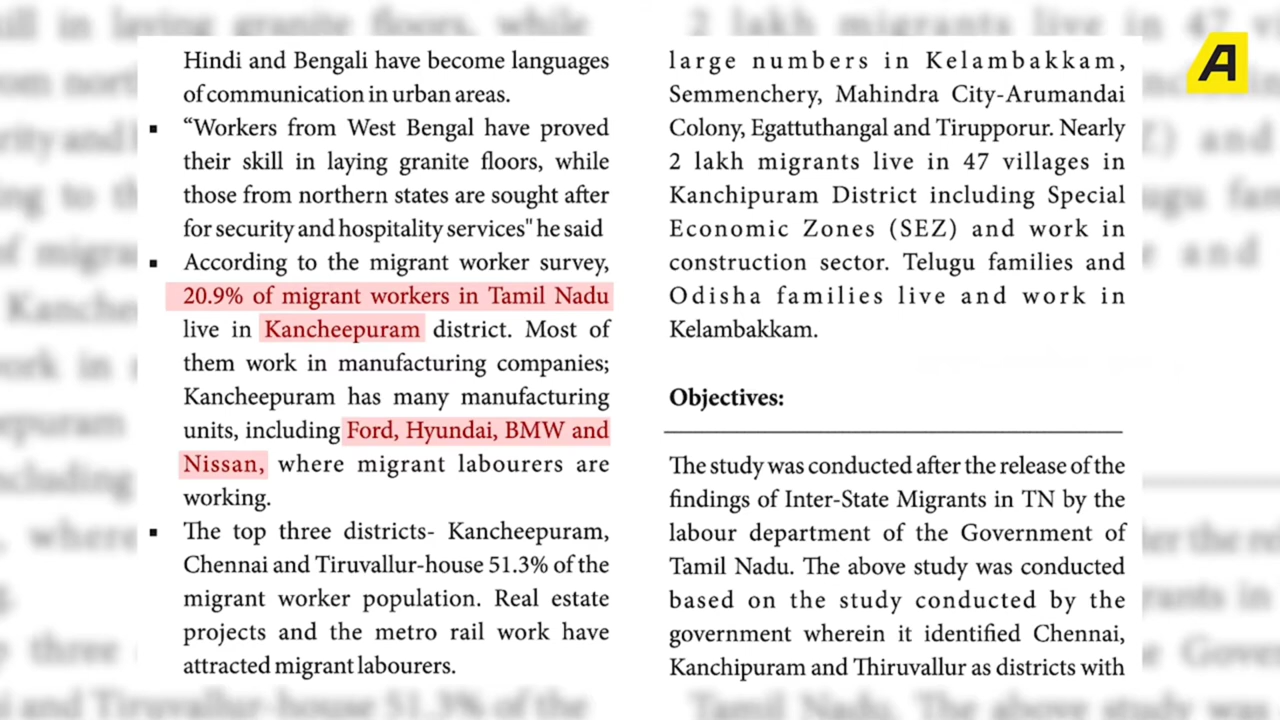 Hindi and Bengali have become languages
of communication in urban areas.
▪ “Workers from West Bengal have proved
their skill in laying granite floors, while
those from northern states are sought after
for security and hospitality services" he said
▪ According to the migrant worker survey,
20.9% of migrant workers in Tamil Nadu
live in Kancheepuram district. Most of
them work in manufacturing companies;
Kancheepuram has many manufacturing
units, including Ford, Hyundai, BMW and
Nissan, where migrant labourers are
working.
▪ The top three districts- Kancheepuram,
Chennai and Tiruvallur-house 51.3% of the
migrant worker population. Real estate
projects and the metro rail work have
attracted migrant labourers.
large numbers in Kelambakkam,
Semmenchery, Mahindra City-Arumandai
Colony, Egattuthangal and Tirupporur. Nearly
2 lakh migrants live in 47 villages in
Kanchipuram District including Special
Economic Zones (SEZ) and work in
construction sector. Telugu families and
Odisha families live and work in
Kelambakkam.
Objectives:
The study was conducted after the release of the
findings of Inter-State Migrants in TN by the
labour department of the Government of
Tamil Nadu. The above study was conducted
based on the study conducted by the
government wherein it identified Chennai,
Kanchipuram and Thiruvallur as districts with
A